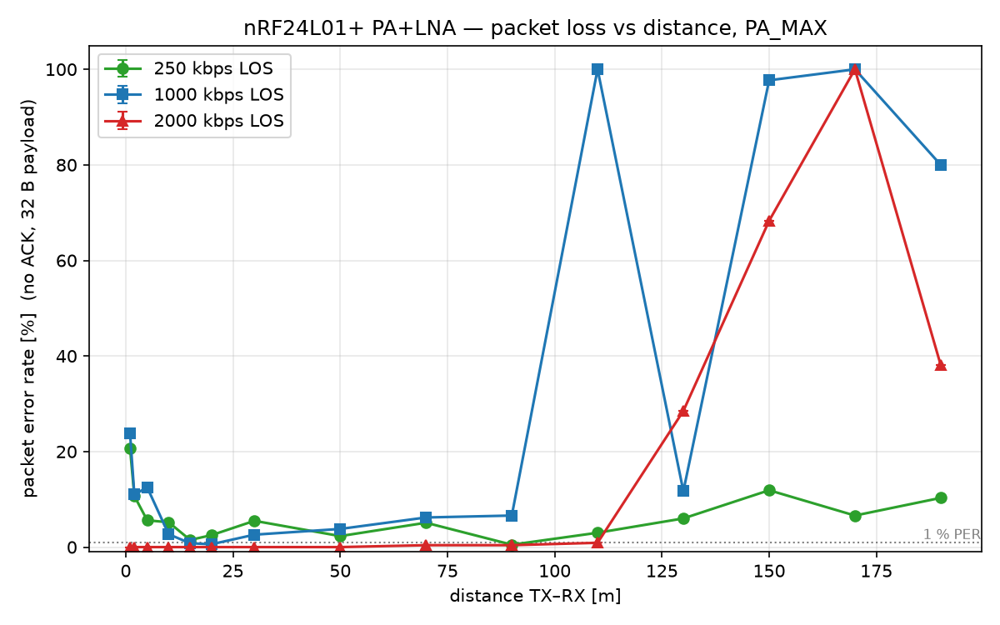 nRF24L01+ PA+LNA — packet loss vs distance, PA_MAX
250 kbps LOS
1000 kbps LOS
2000 kbps LOS
packet error rate [%]  (no ACK, 32 B payload)
100
80
60
40
20
0
1 % PER
0 25 50 75 100 125 150 175
distance TX–RX [m]